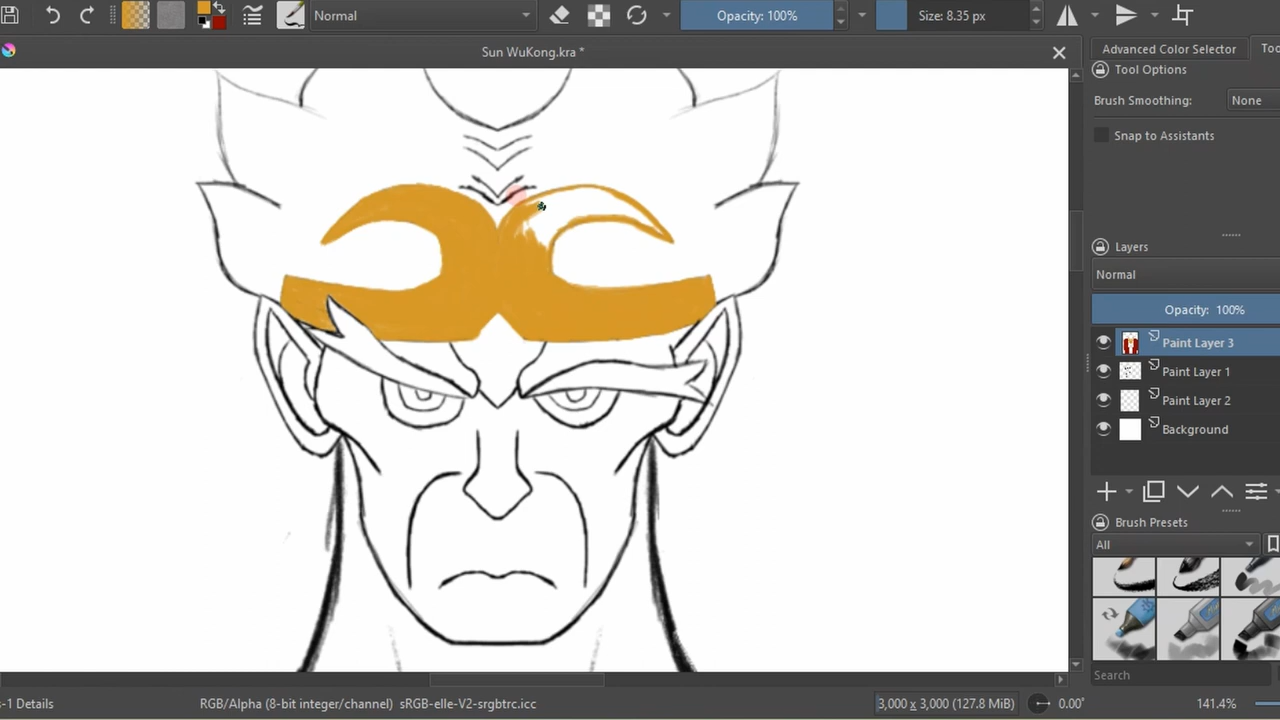 Normal
Opacity: 100%
Size: 8.35 px
Sun WuKong.kra *
Advanced Color Selector
Too
Tool Options
Brush Smoothing:
None
Snap to Assistants
Layers
Normal
Opacity: 100%
Paint Layer 3
Paint Layer 1
Paint Layer 2
Background
Brush Presets
All
Search
s-1 Details
RGB/Alpha (8-bit integer/channel) sRGB-elle-V2-srgbtrc.icc
3,000 x 3,000 (127.8 MiB)
0.00°
141.4%